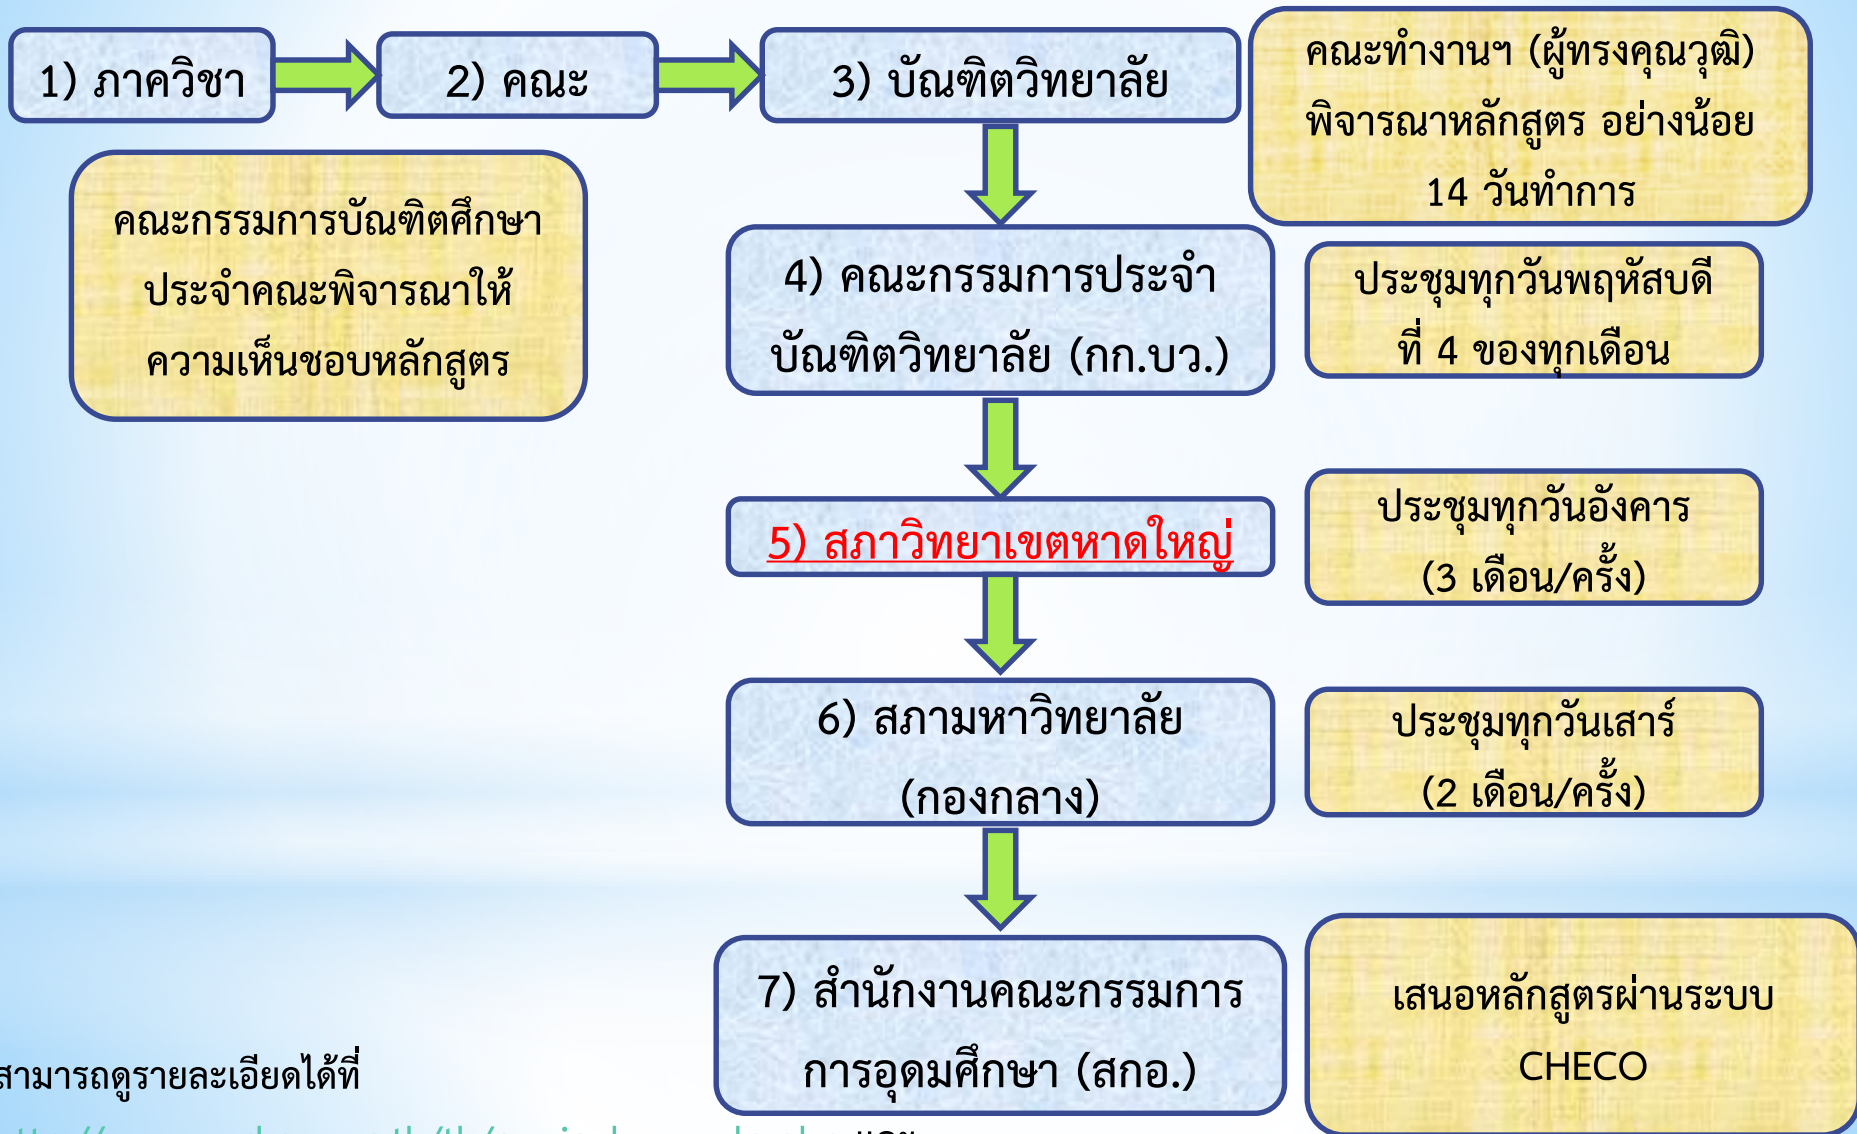 1) ภาควิชา
2) คณะ
3) บัณฑิตวิทยาลัย
คณะทำงานฯ (ผู้ทรงคุณวุฒิ)
พิจารณาหลักสูตร อย่างน้อย
14 วันทำการ
คณะกรรมการบัณฑิตศึกษา
ประจำคณะพิจารณาให้
ความเห็นชอบหลักสูตร
4) คณะกรรมการประจำ
บัณฑิตวิทยาลัย (กก.บว.)
ประชุมทุกวันพฤหัสบดี
ที่ 4 ของทุกเดือน
5) สภาวิทยาเขตหาดใหญ่
ประชุมทุกวันอังคาร
(3 เดือน/ครั้ง)
6) สภามหาวิทยาลัย
(กองกลาง)
ประชุมทุกวันเสาร์
(2 เดือน/ครั้ง)
7) สำนักงานคณะกรรมการ
การอุดมศึกษา (สกอ.)
เสนอหลักสูตรผ่านระบบ
CHECO
สามารถดูรายละเอียดได้ที่